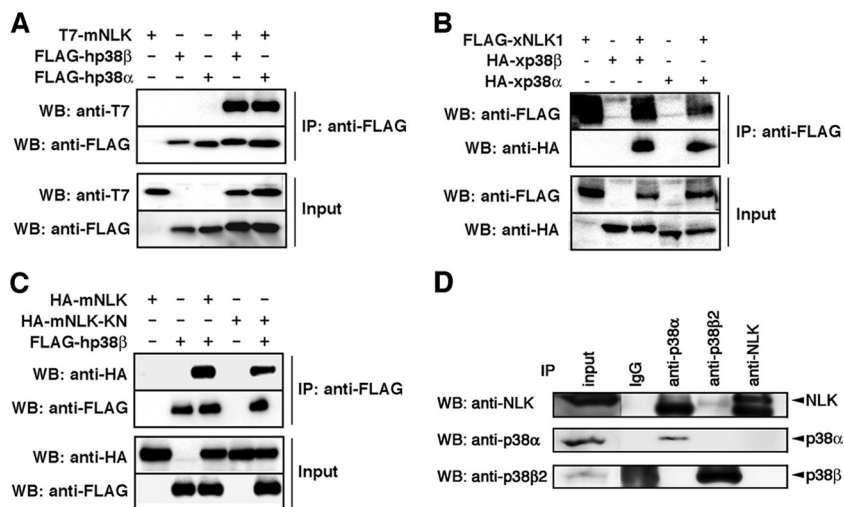 A
T7-mNLK + − − + +
FLAG-hp38β − + − + −
FLAG-hp38α − − + − +
WB: anti-T7
WB: anti-FLAG
IP: anti-FLAG
WB: anti-T7
WB: anti-FLAG
Input
B
FLAG-xNLK1 + − + − +
HA-xp38β − + + − −
HA-xp38α − − − + +
WB: anti-FLAG
WB: anti-HA
IP: anti-FLAG
WB: anti-FLAG
WB: anti-HA
Input
C
HA-mNLK + − + − −
HA-mNLK-KN − − − + +
FLAG-hp38β − + + − +
WB: anti-HA
WB: anti-FLAG
IP: anti-FLAG
WB: anti-HA
WB: anti-FLAG
Input
D
IP input IgG anti-p38α anti-p38β2 anti-NLK
WB: anti-NLK NLK
WB: anti-p38α p38α
WB: anti-p38β2 p38β